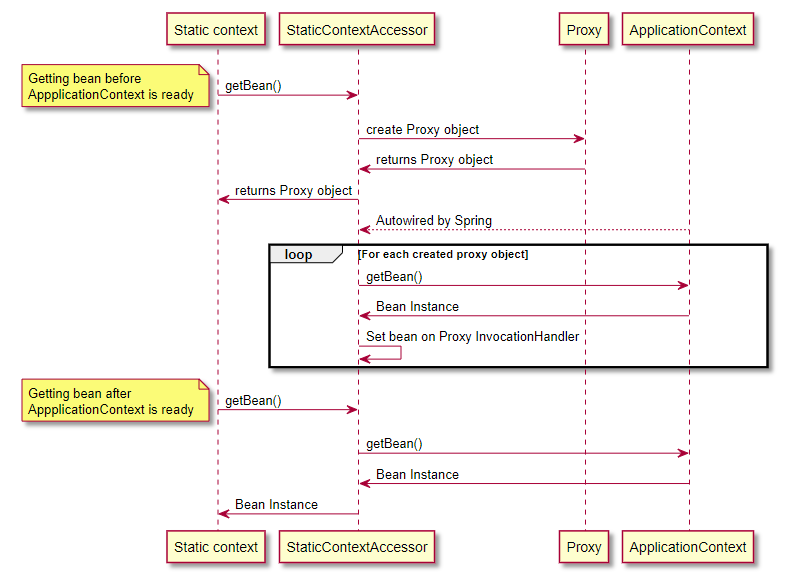 Static context
StaticContextAccessor
Proxy
ApplicationContext
Getting bean before
AppplicationContext is ready
getBean()
create Proxy object
returns Proxy object
returns Proxy object
Autowired by Spring
loop
[For each created proxy object]
getBean()
Bean Instance
Set bean on Proxy InvocationHandler
Getting bean after
AppplicationContext is ready
getBean()
getBean()
Bean Instance
Bean Instance
Static context
StaticContextAccessor
Proxy
ApplicationContext